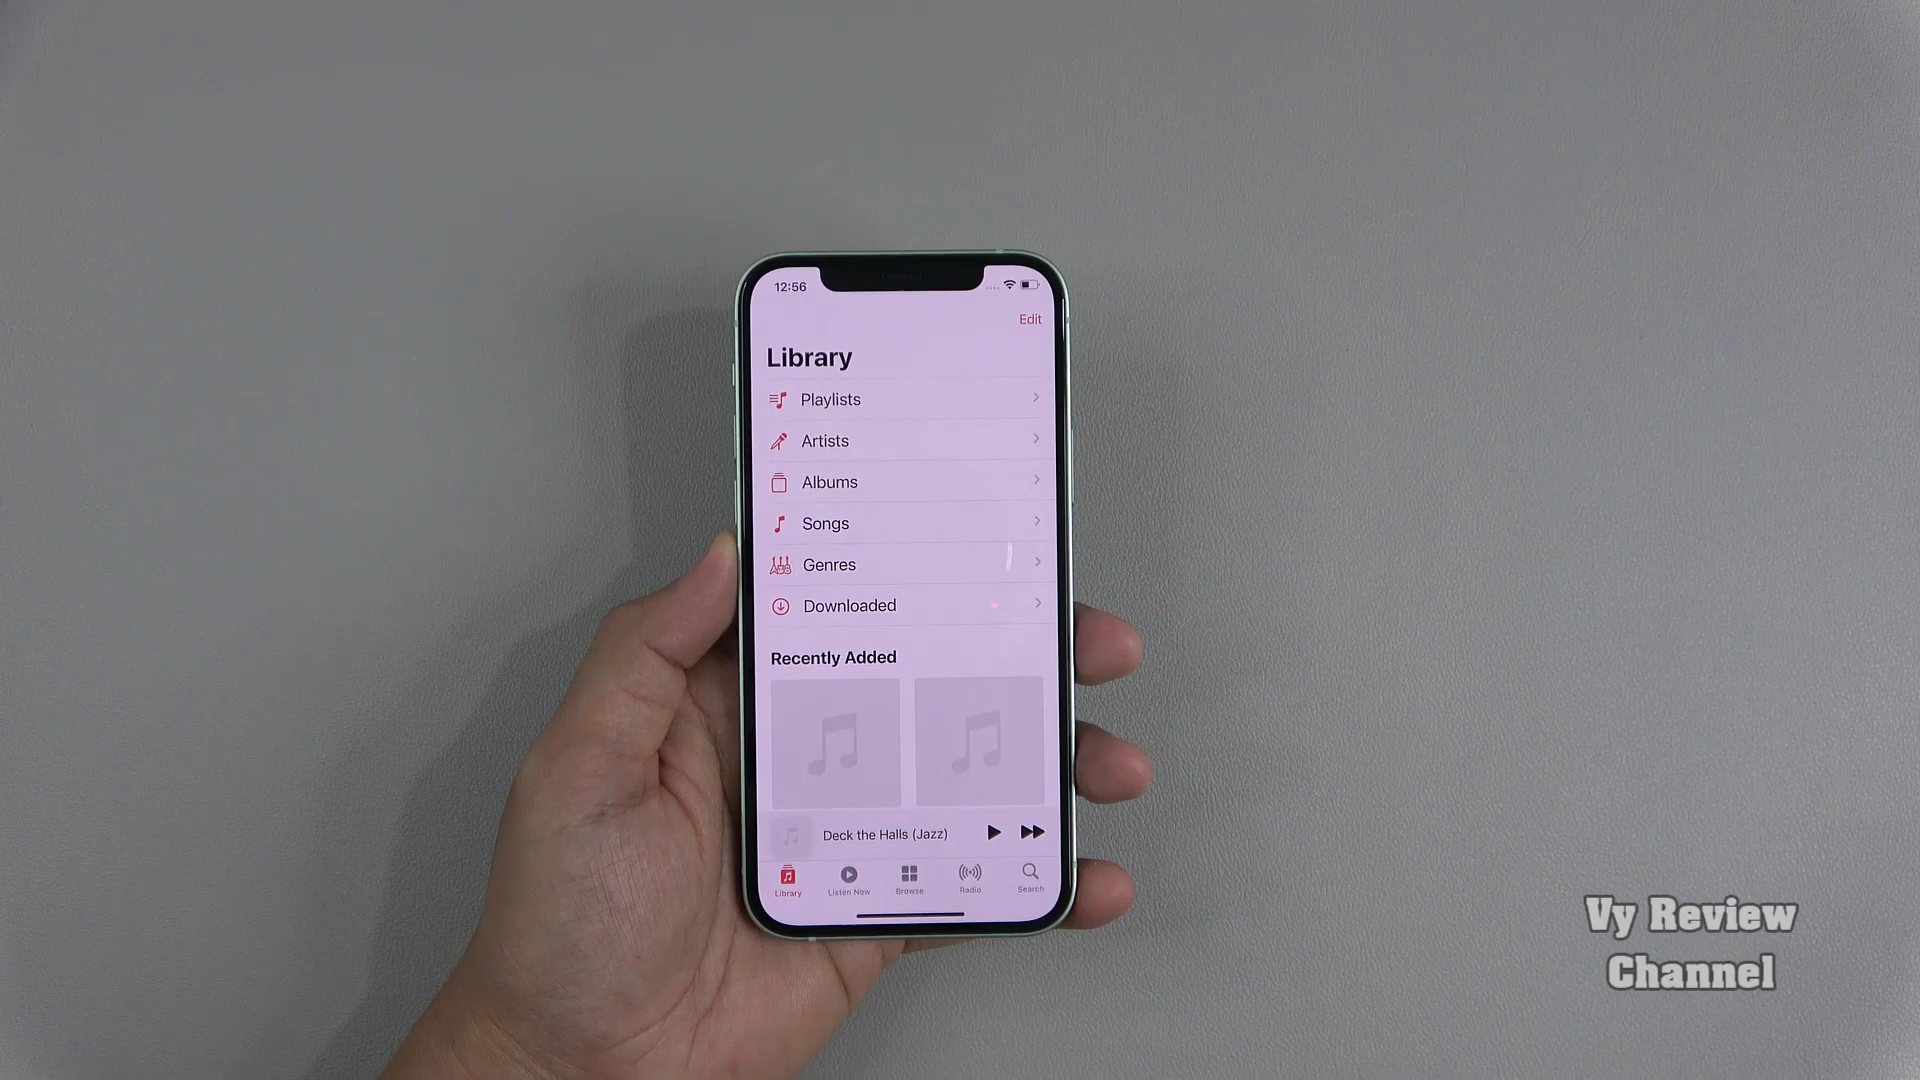 12:56
Edit
Library
Playlists
Artists
Albums
Songs
Genres
Downloaded
Recently Added
Deck the Halls (Jazz)
Library
Listen Now
Browse
Radio
Search
Vy Review
Channel